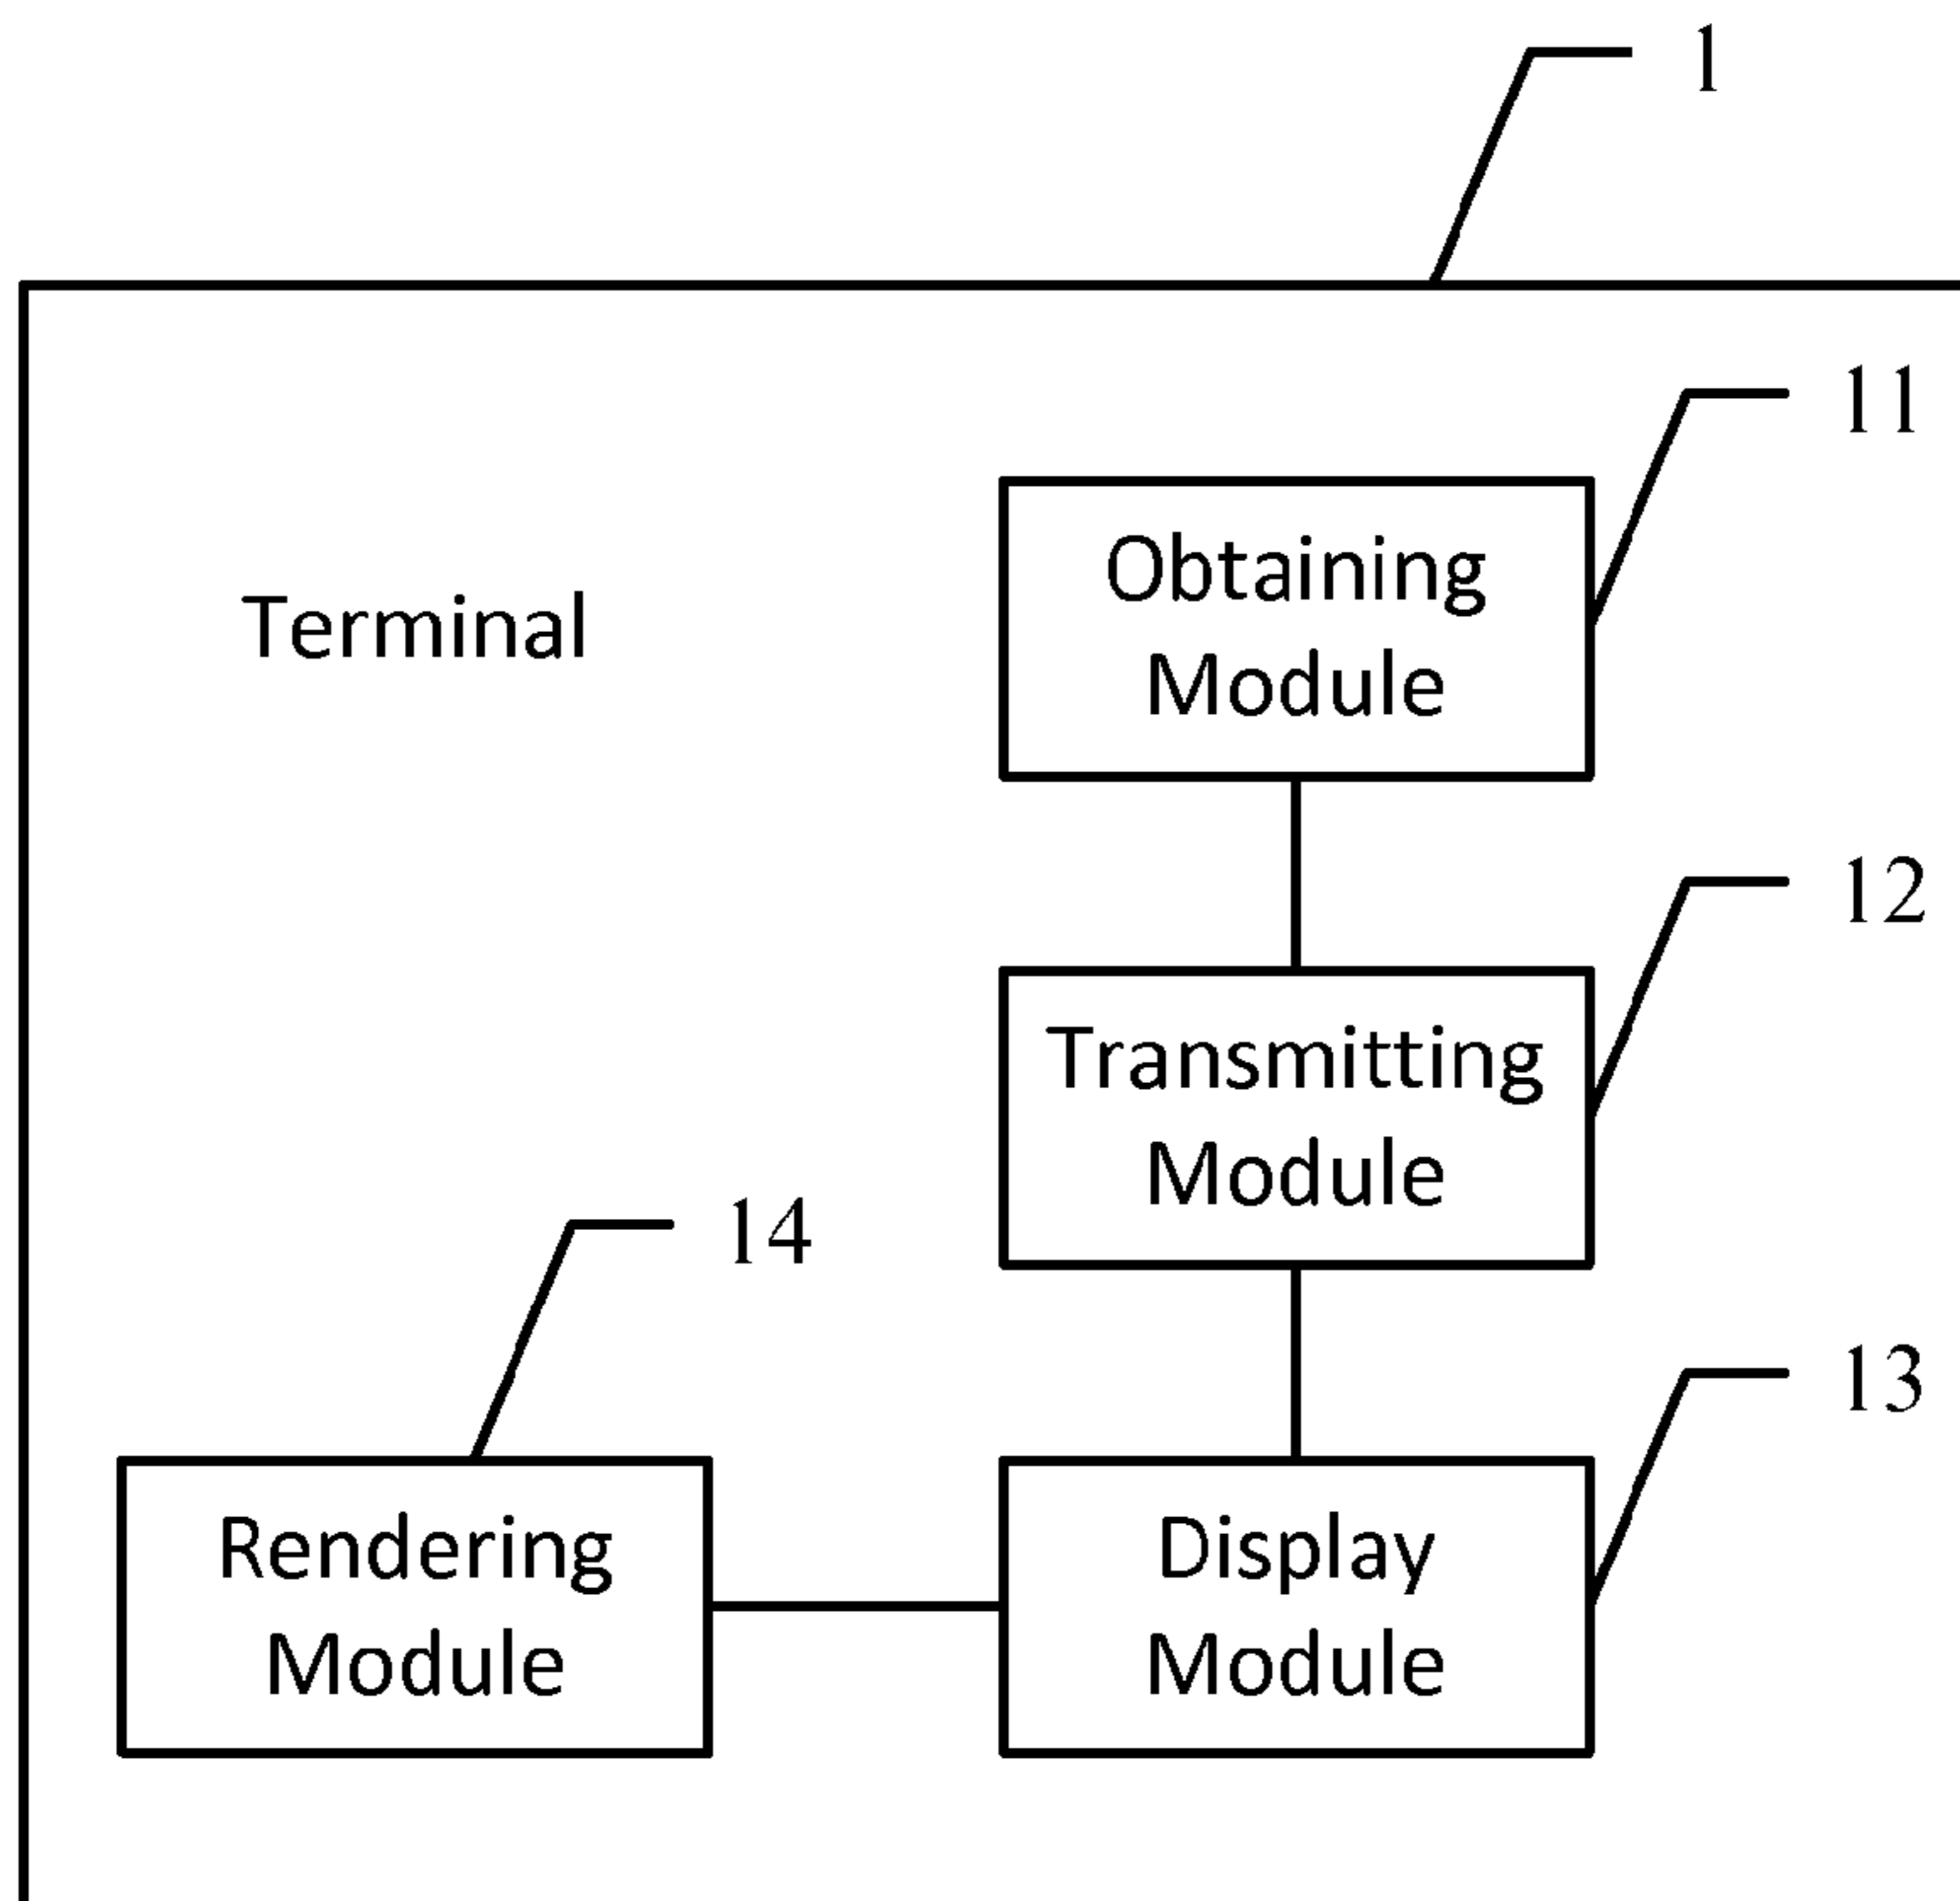 1
11
Obtaining
Module
Terminal
12
Transmitting
Module
14
13
Rendering
Module
Display
Module